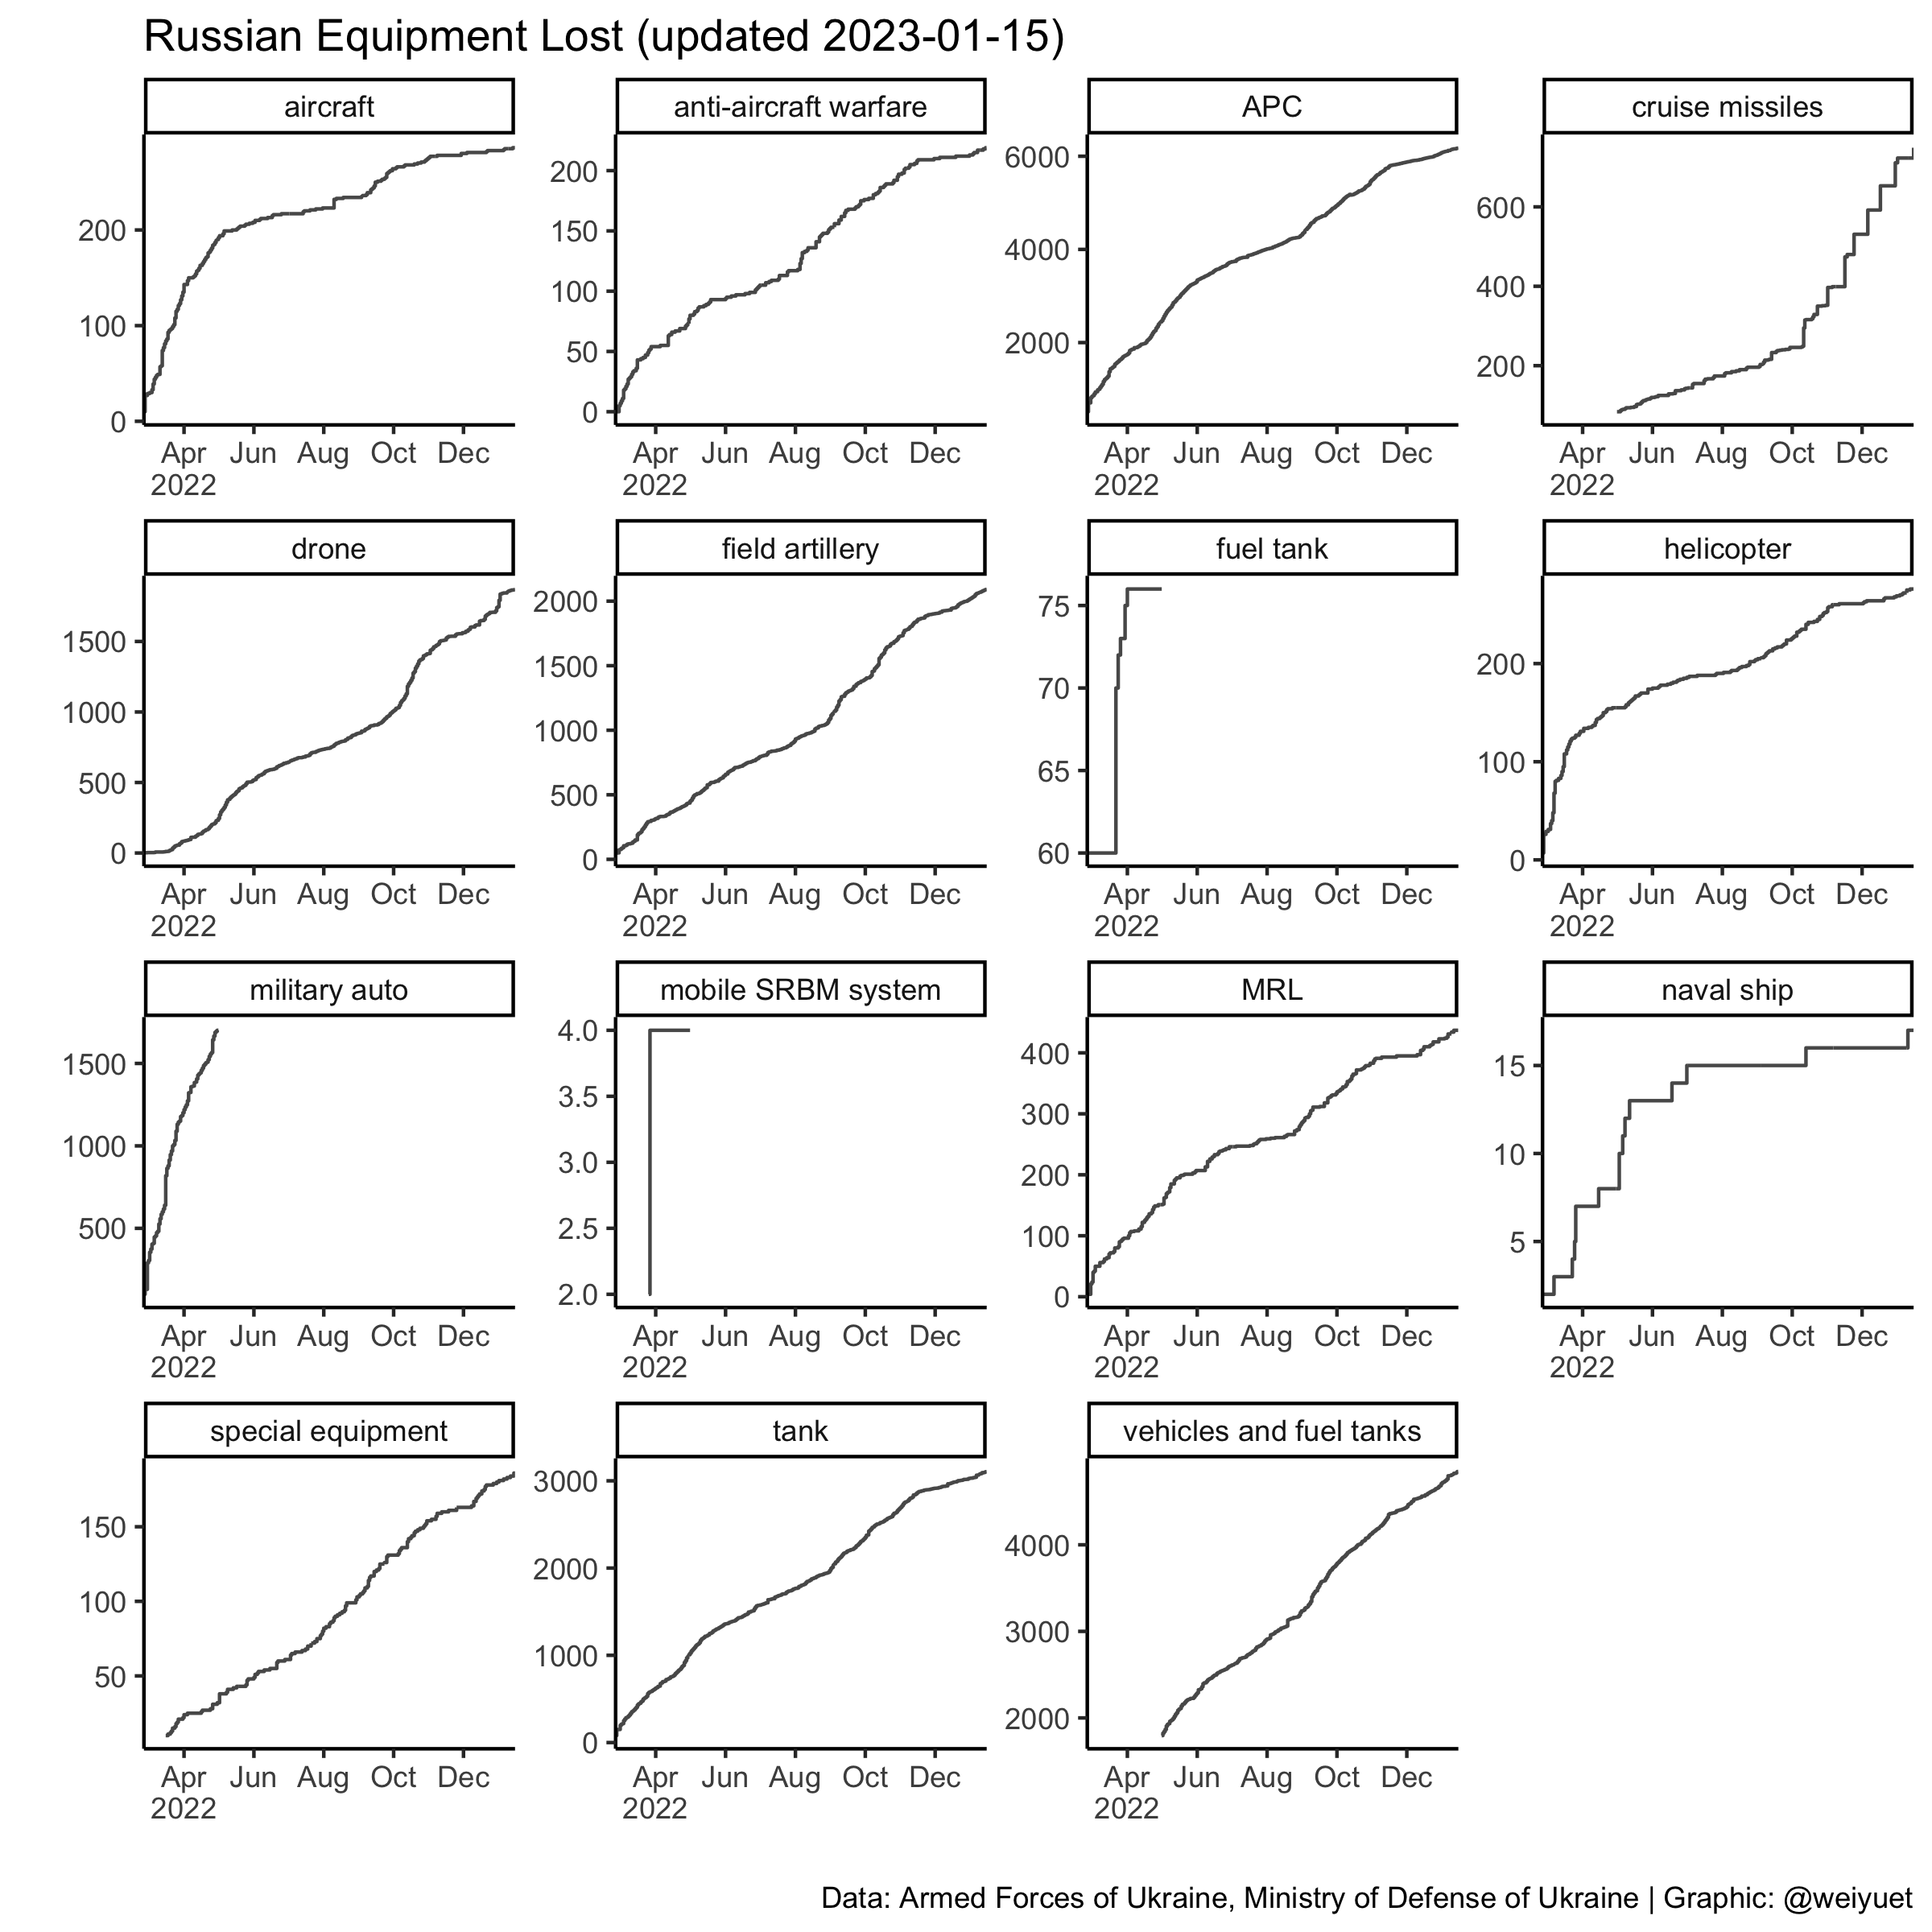 Russian Equipment Lost (updated 2023-01-15)
aircraft
anti-aircraft warfare
APC
cruise missiles
200
100
0
Apr Jun Aug Oct Dec
2022
200
150
100
50
0
Apr Jun Aug Oct Dec
2022
6000
4000
2000
Apr Jun Aug Oct Dec
2022
600
400
200
Apr Jun Aug Oct Dec
2022
drone
field artillery
fuel tank
helicopter
1500
1000
500
0
Apr Jun Aug Oct Dec
2022
2000
1500
1000
500
0
Apr Jun Aug Oct Dec
2022
75
70
65
60
Apr Jun Aug Oct Dec
2022
200
100
0
Apr Jun Aug Oct Dec
2022
military auto
mobile SRBM system
MRL
naval ship
1500
1000
500
Apr Jun Aug Oct Dec
2022
4.0
3.5
3.0
2.5
2.0
Apr Jun Aug Oct Dec
2022
400
300
200
100
0
Apr Jun Aug Oct Dec
2022
15
10
5
Apr Jun Aug Oct Dec
2022
special equipment
tank
vehicles and fuel tanks
150
100
50
Apr Jun Aug Oct Dec
2022
3000
2000
1000
0
Apr Jun Aug Oct Dec
2022
4000
3000
2000
Apr Jun Aug Oct Dec
2022
Data: Armed Forces of Ukraine, Ministry of Defense of Ukraine | Graphic: @weiyuet